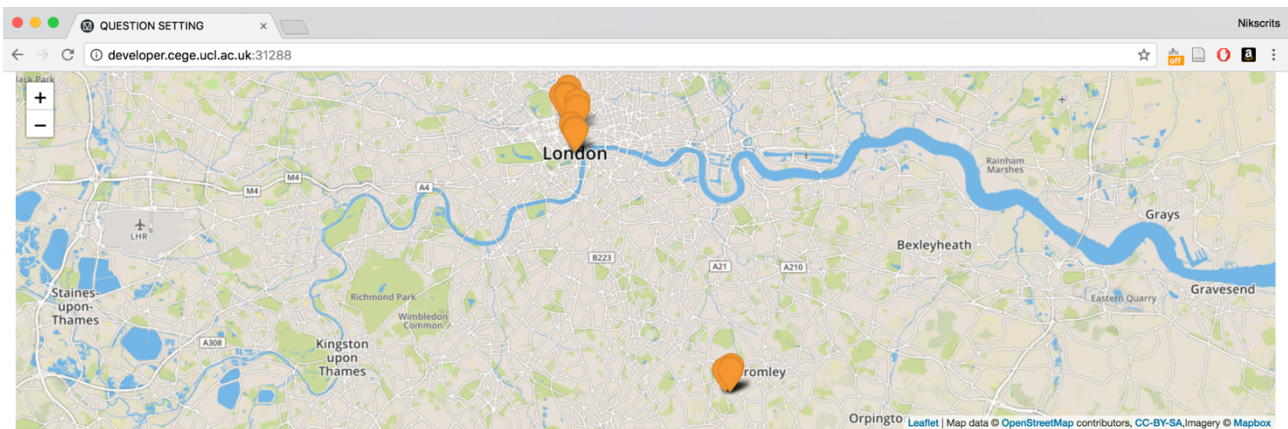 QUESTION SETTING
Nikscrits
developer.cege.ucl.ac.uk:31288
off
a
Park
+
−
London
M4
M4
A4
Rainham
Marshes
LHR
Grays
Bexleyheath
B223
A21
A210
Staines-
upon-
Thames
Richmond Park
Eastern Quarry
Gravesend
Wimbledon
Common
A308
Kingston
upon
Thames
romley
Orpingto
Leaflet | Map data © OpenStreetMap contributors, CC-BY-SA,Imagery © Mapbox